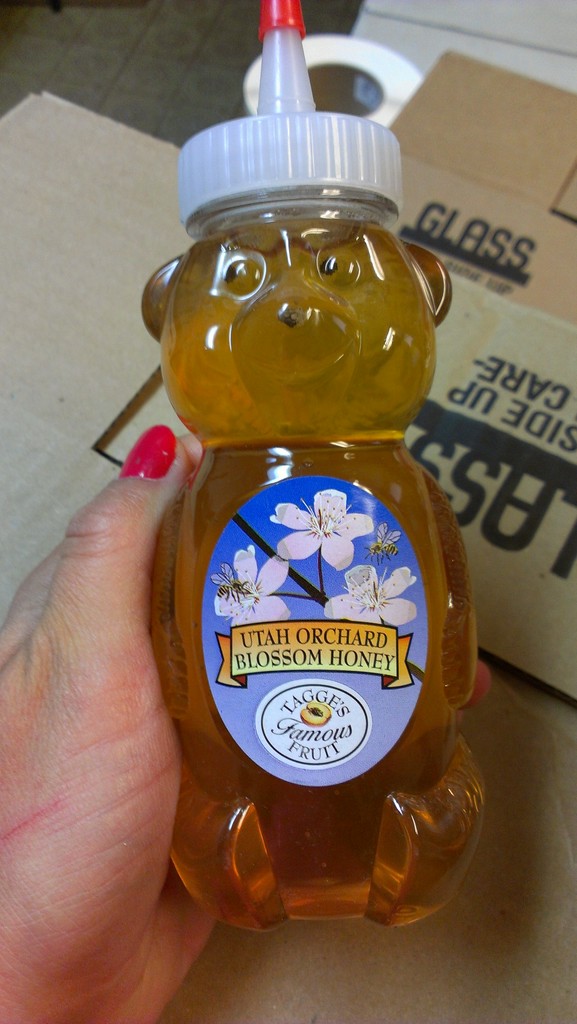 GLASS
SIDE UP
CARE-
LASS
UTAH ORCHARD
BLOSSOM HONEY
TAGGE'S
Famous
FRUIT